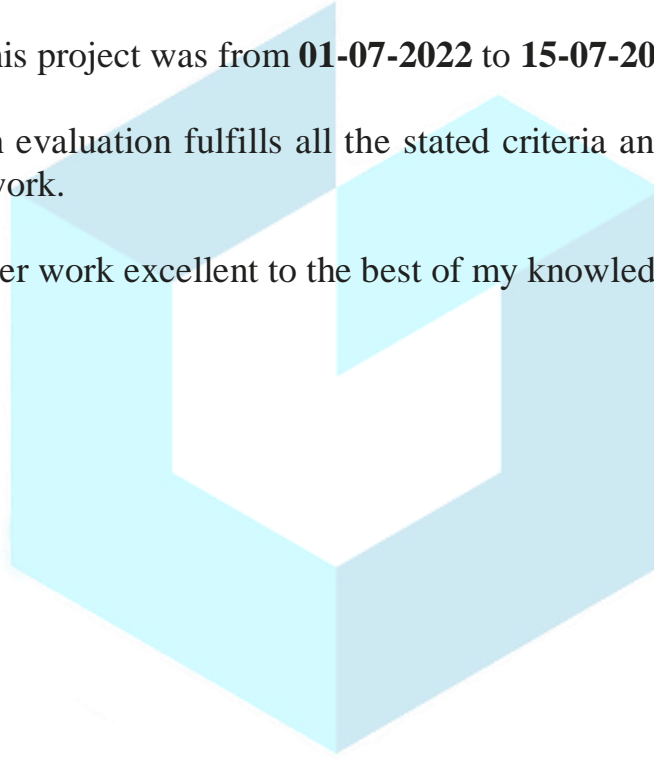 his project was from 01-07-2022 to 15-07-20
evaluation fulfills all the stated criteria an
work.
er work excellent to the best of my knowled